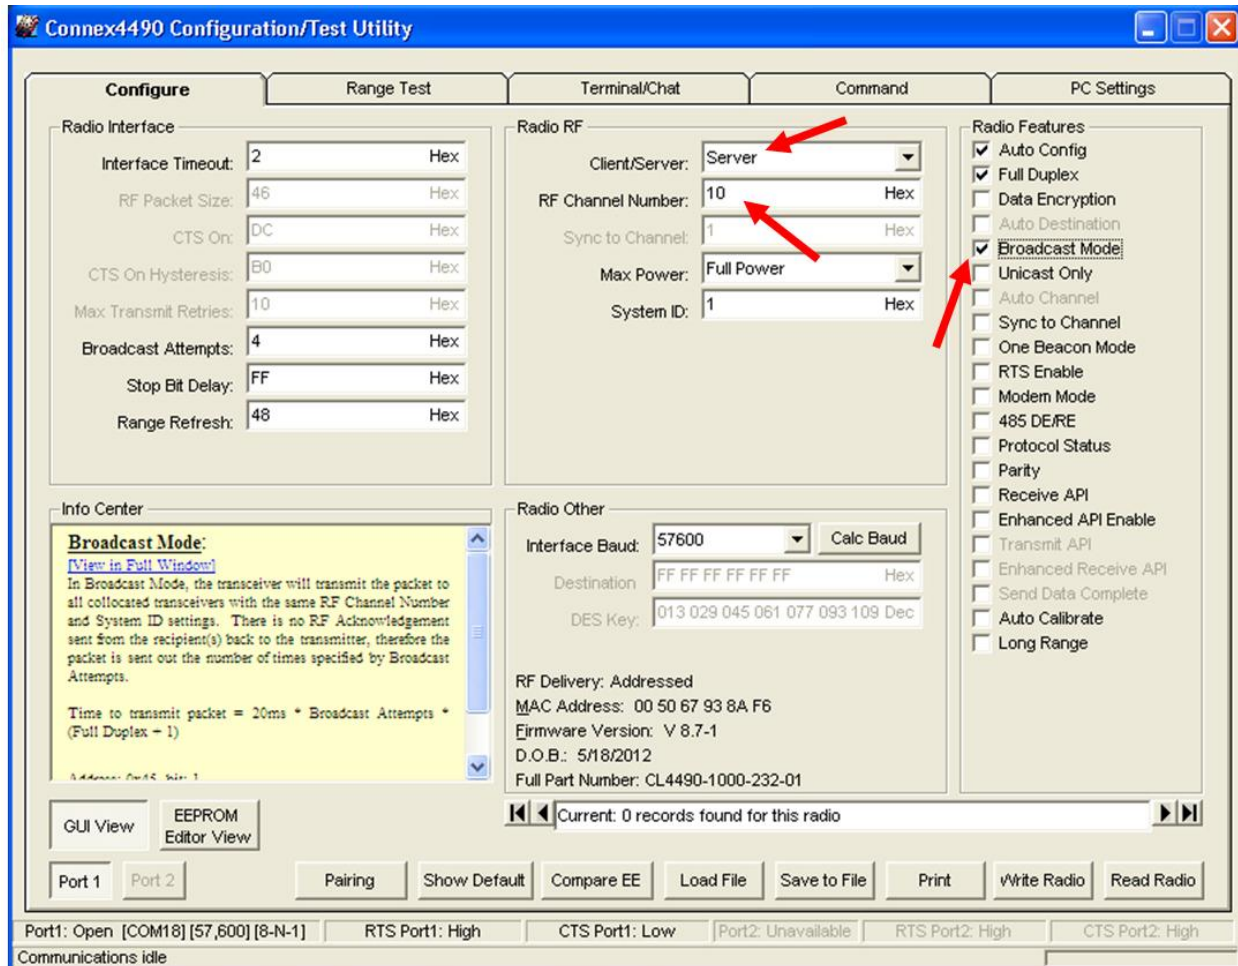 Connex4490 Configuration/Test Utility
Configure
Range Test
Terminal/Chat
Command
PC Settings
Radio Interface
Interface Timeout: 2 Hex
RF Packet Size: 46 Hex
CTS On: DC Hex
CTS On Hysteresis: B0 Hex
Max Transmit Retries: 10 Hex
Broadcast Attempts: 4 Hex
Stop Bit Delay: FF Hex
Range Refresh: 48 Hex
Radio RF
Client/Server: Server
RF Channel Number: 10 Hex
Sync to Channel: 1 Hex
Max Power: Full Power
System ID: 1 Hex
Radio Features
Auto Config
Full Duplex
Data Encryption
Auto Destination
Broadcast Mode
Unicast Only
Auto Channel
Sync to Channel
One Beacon Mode
RTS Enable
Modem Mode
485 DE/RE
Protocol Status
Parity
Receive API
Enhanced API Enable
Transmit API
Enhanced Receive API
Send Data Complete
Auto Calibrate
Long Range
Info Center
Broadcast Mode:
[View in Full Window]
In Broadcast Mode, the transceiver will transmit the packet to
all collocated transceivers with the same RF Channel Number
and System ID settings. There is no RF Acknowledgement
sent from the recipient(s) back to the transmitter, therefore the
packet is sent out the number of times specified by Broadcast
Attempts.
Time to transmit packet = 20ms * Broadcast Attempts *
(Full Duplex + 1)
Address: 0x45, bit: 1
Radio Other
Interface Baud: 57600 Calc Baud
Destination FF FF FF FF FF FF Hex
DES Key: 013 029 045 061 077 093 109 Dec
RF Delivery: Addressed
MAC Address: 00 50 67 93 8A F6
Firmware Version: V 8.7-1
D.O.B.: 5/18/2012
Full Part Number: CL4490-1000-232-01
Current: 0 records found for this radio
GUI View
EEPROM
Editor View
Port 1
Port 2
Pairing
Show Default
Compare EE
Load File
Save to File
Print
Write Radio
Read Radio
Port1: Open [COM18] [57,600] [8-N-1]
RTS Port1: High
CTS Port1: Low
Port2: Unavailable
RTS Port2: High
CTS Port2: High
Communications idle